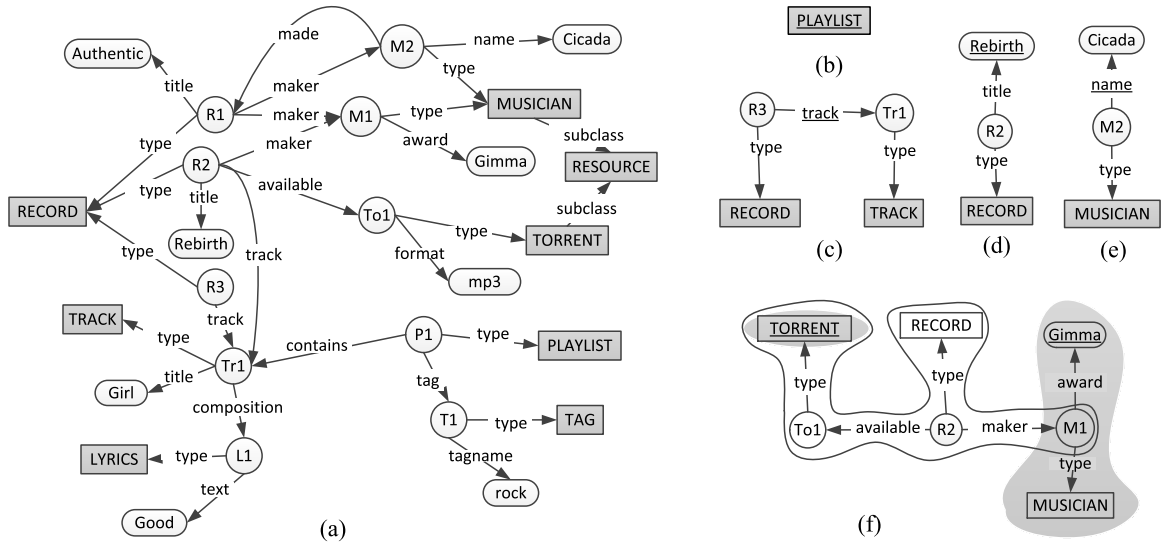 made
M2
name
Cicada
Authentic
title
type
maker
MUSICIAN
R1
maker
M1
type
subclass
type
maker
award
Gimma
RESOURCE
R2
type
title
available
subclass
RECORD
To1
type
TORRENT
Rebirth
track
format
mp3
type
R3
TRACK
track
type
contains
P1
type
PLAYLIST
Tr1
title
Girl
tag
composition
T1
type
TAG
LYRICS
type
L1
tagname
text
rock
Good
(a)
PLAYLIST
(b)
R3
track
Tr1
type
type
RECORD
TRACK
(c)
Rebirth
title
R2
type
RECORD
(d)
Cicada
name
M2
type
MUSICIAN
(e)
TORRENT
RECORD
Gimma
type
type
award
To1
available
R2
maker
M1
type
MUSICIAN
(f)